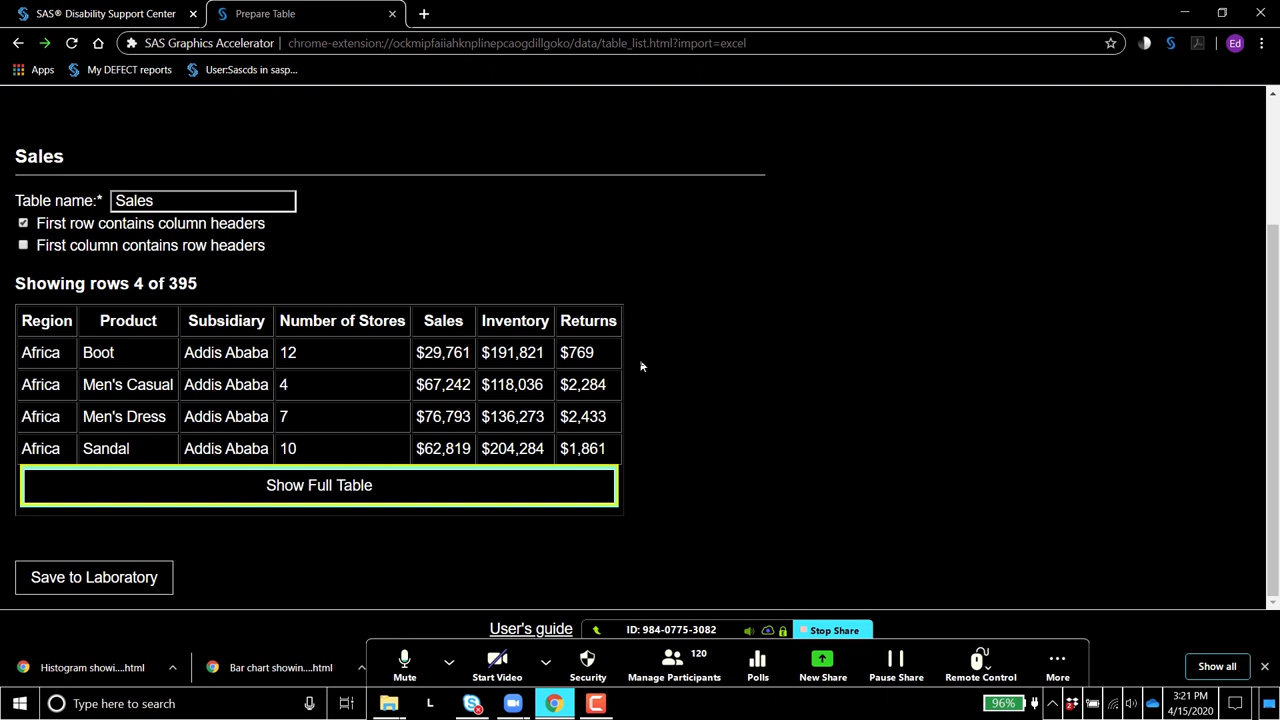 SAS® Disability Support Center
Prepare Table
SAS Graphics Accelerator
chrome-extension://ockmipfaiiahknplinepcaogdillgoko/data/table_list.html?import=excel
Ed
Apps
My DEFECT reports
User:Sascds in sasp...
Sales
Table name:* Sales
First row contains column headers
First column contains row headers
Showing rows 4 of 395
Region Product Subsidiary Number of Stores Sales Inventory Returns
Africa Boot Addis Ababa 12 $29,761 $191,821 $769
Africa Men's Casual Addis Ababa 4 $67,242 $118,036 $2,284
Africa Men's Dress Addis Ababa 7 $76,793 $136,273 $2,433
Africa Sandal Addis Ababa 10 $62,819 $204,284 $1,861
Show Full Table
Save to Laboratory
User's guide
ID: 984-0775-3082
Stop Share
Histogram showi....html
Bar chart showin....html
120
Mute Start Video Security Manage Participants Polls New Share Pause Share Remote Control More
Show all
Type here to search
L
96%
3:21 PM
4/15/2020